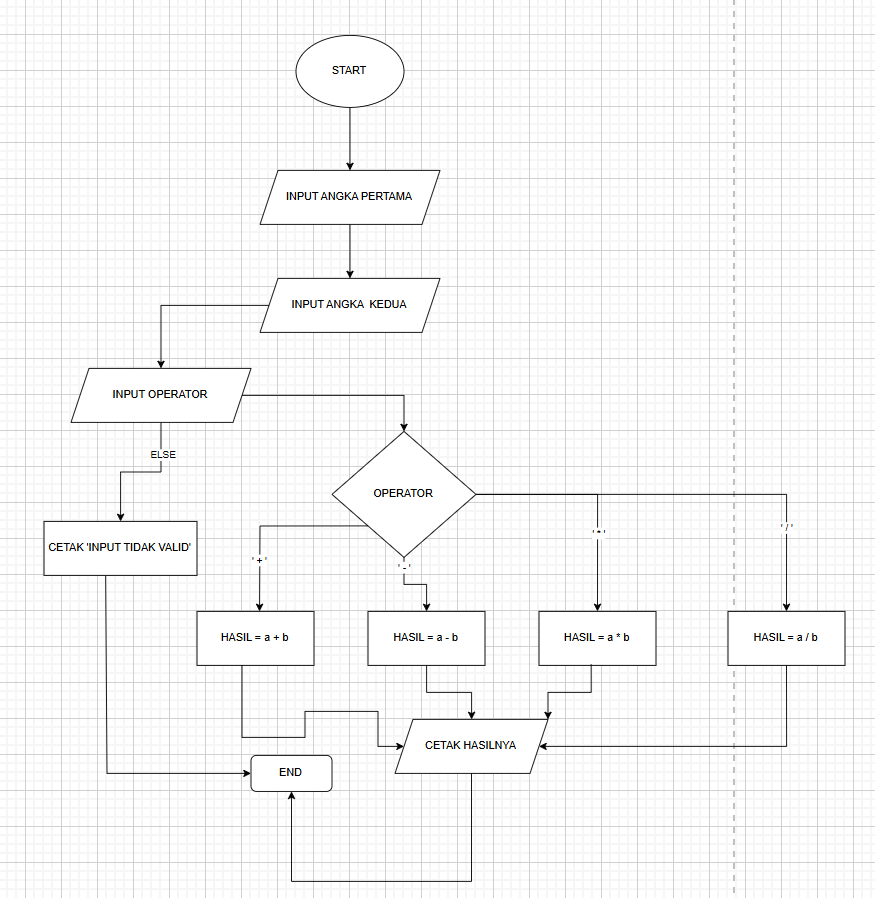 START
INPUT ANGKA PERTAMA
INPUT ANGKA  KEDUA
INPUT OPERATOR
ELSE
OPERATOR
CETAK 'INPUT TIDAK VALID'
' + '
' - '
' * '
' / '
HASIL = a + b
HASIL = a - b
HASIL = a * b
HASIL = a / b
CETAK HASILNYA
END